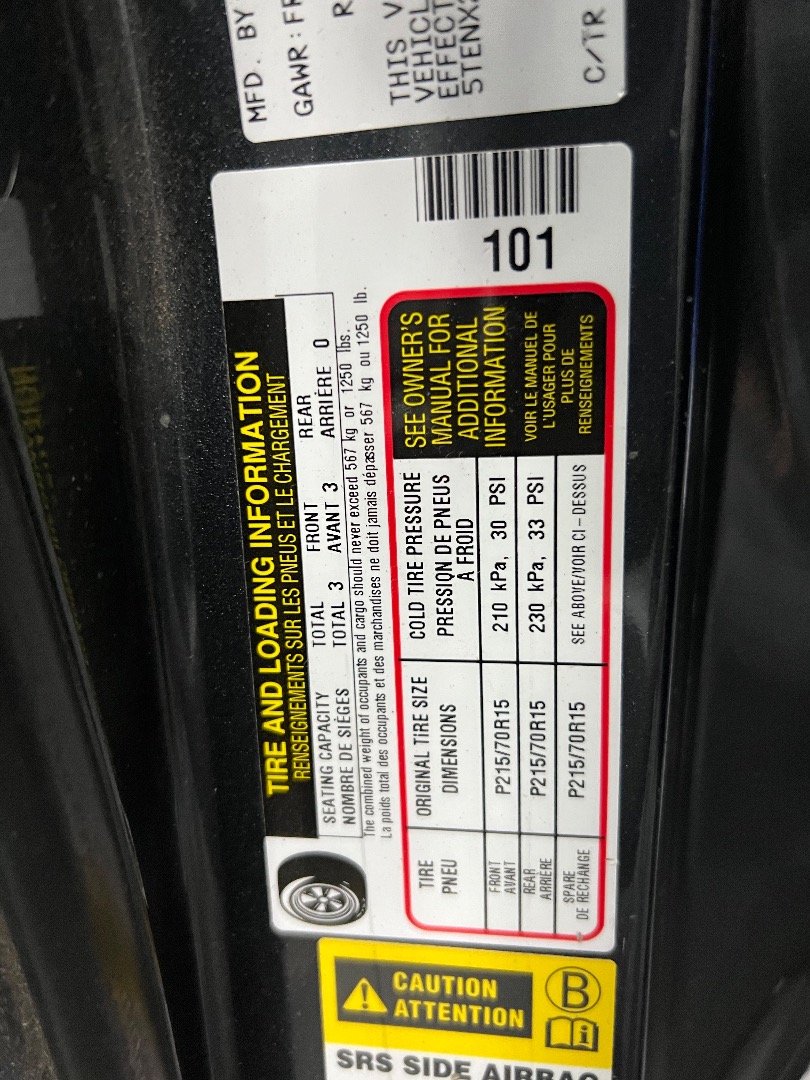 MFD. BY
GAWR: FR
R
THIS V
VEHICL
EFFECT
5TENX
C/TR
TIRE AND LOADING INFORMATION
RENSEIGNEMENTS SUR LES PNEUS ET LE CHARGEMENT
SEATING CAPACITY TOTAL FRONT REAR
NOMBRE DE SIÈGES TOTAL 3 AVANT 3 ARRIÈRE 0
The combined weight of occupants and cargo should never exceed 567 kg or 1250 lbs.
La poids total des occupants et des marchandises ne doit jamais dépasser 567 kg ou 1250 lb.
TIRE ORIGINAL TIRE SIZE COLD TIRE PRESSURE
PNEU DIMENSIONS PRESSION DE PNEUS
A FROID
FRONT
AVANT P215/70R15 210 kPa, 30 PSI
REAR
ARRIÈRE P215/70R15 230 kPa, 33 PSI
SPARE
DE RECHANGE P215/70R15 SEE ABOVE/VOIR CI-DESSUS
SEE OWNER'S
MANUAL FOR
ADDITIONAL
INFORMATION
VOIR LE MANUEL DE
L'USAGER POUR
PLUS DE
RENSEIGNEMENTS
101
CAUTION
ATTENTION
B
i
SRS SIDE AIRBAG